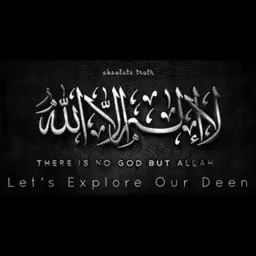 absolute truth
لا إله إلا الله
THERE IS NO GOD BUT ALLAH
Let's Explore Our Deen